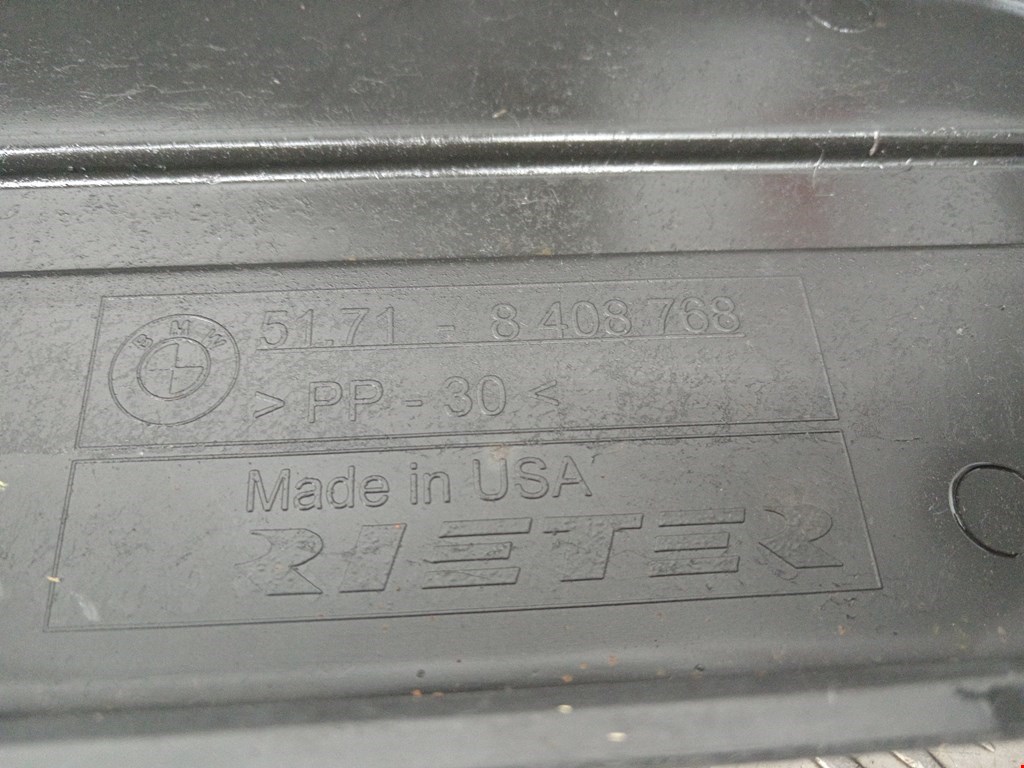 BMW
51.71 - 8 408 768
> PP - 30 <
Made in USA
RIETER